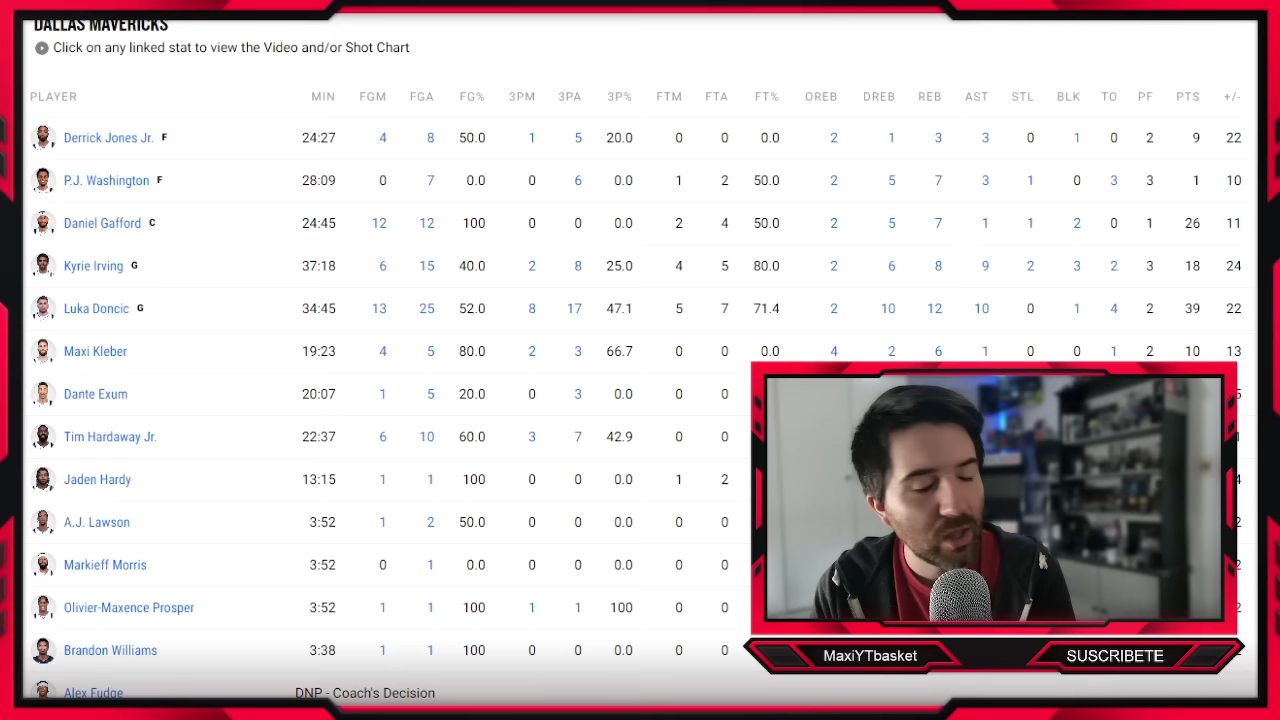 DALLAS MAVERICKS
Click on any linked stat to view the Video and/or Shot Chart
PLAYER MIN FGM FGA FG% 3PM 3PA 3P% FTM FTA FT% OREB DREB REB AST STL BLK TO PF PTS +/-
Derrick Jones Jr. F 24:27 4 8 50.0 1 5 20.0 0 0 0.0 2 1 3 3 0 1 0 2 9 22
P.J. Washington F 28:09 0 7 0.0 0 6 0.0 1 2 50.0 2 5 7 3 1 0 3 3 1 10
Daniel Gafford C 24:45 12 12 100 0 0 0.0 2 4 50.0 2 5 7 1 1 2 0 1 26 11
Kyrie Irving G 37:18 6 15 40.0 2 8 25.0 4 5 80.0 2 6 8 9 2 3 2 3 18 24
Luka Doncic G 34:45 13 25 52.0 8 17 47.1 5 7 71.4 2 10 12 10 0 1 4 2 39 22
Maxi Kleber 19:23 4 5 80.0 2 3 66.7 0 0 0.0 4 2 6 1 0 0 1 2 10 13
Dante Exum 20:07 1 5 20.0 0 3 0.0 0 0
Tim Hardaway Jr. 22:37 6 10 60.0 3 7 42.9 0 0
Jaden Hardy 13:15 1 1 100 0 0 0.0 1 2
A.J. Lawson 3:52 1 2 50.0 0 0 0.0 0 0
Markieff Morris 3:52 0 1 0.0 0 0 0.0 0 0
Olivier-Maxence Prosper 3:52 1 1 100 1 1 100 0 0
Brandon Williams 3:38 1 1 100 0 0 0.0 0 0
Alex Fudge DNP - Coach's Decision
MaxiYTbasket
SUSCRIBETE